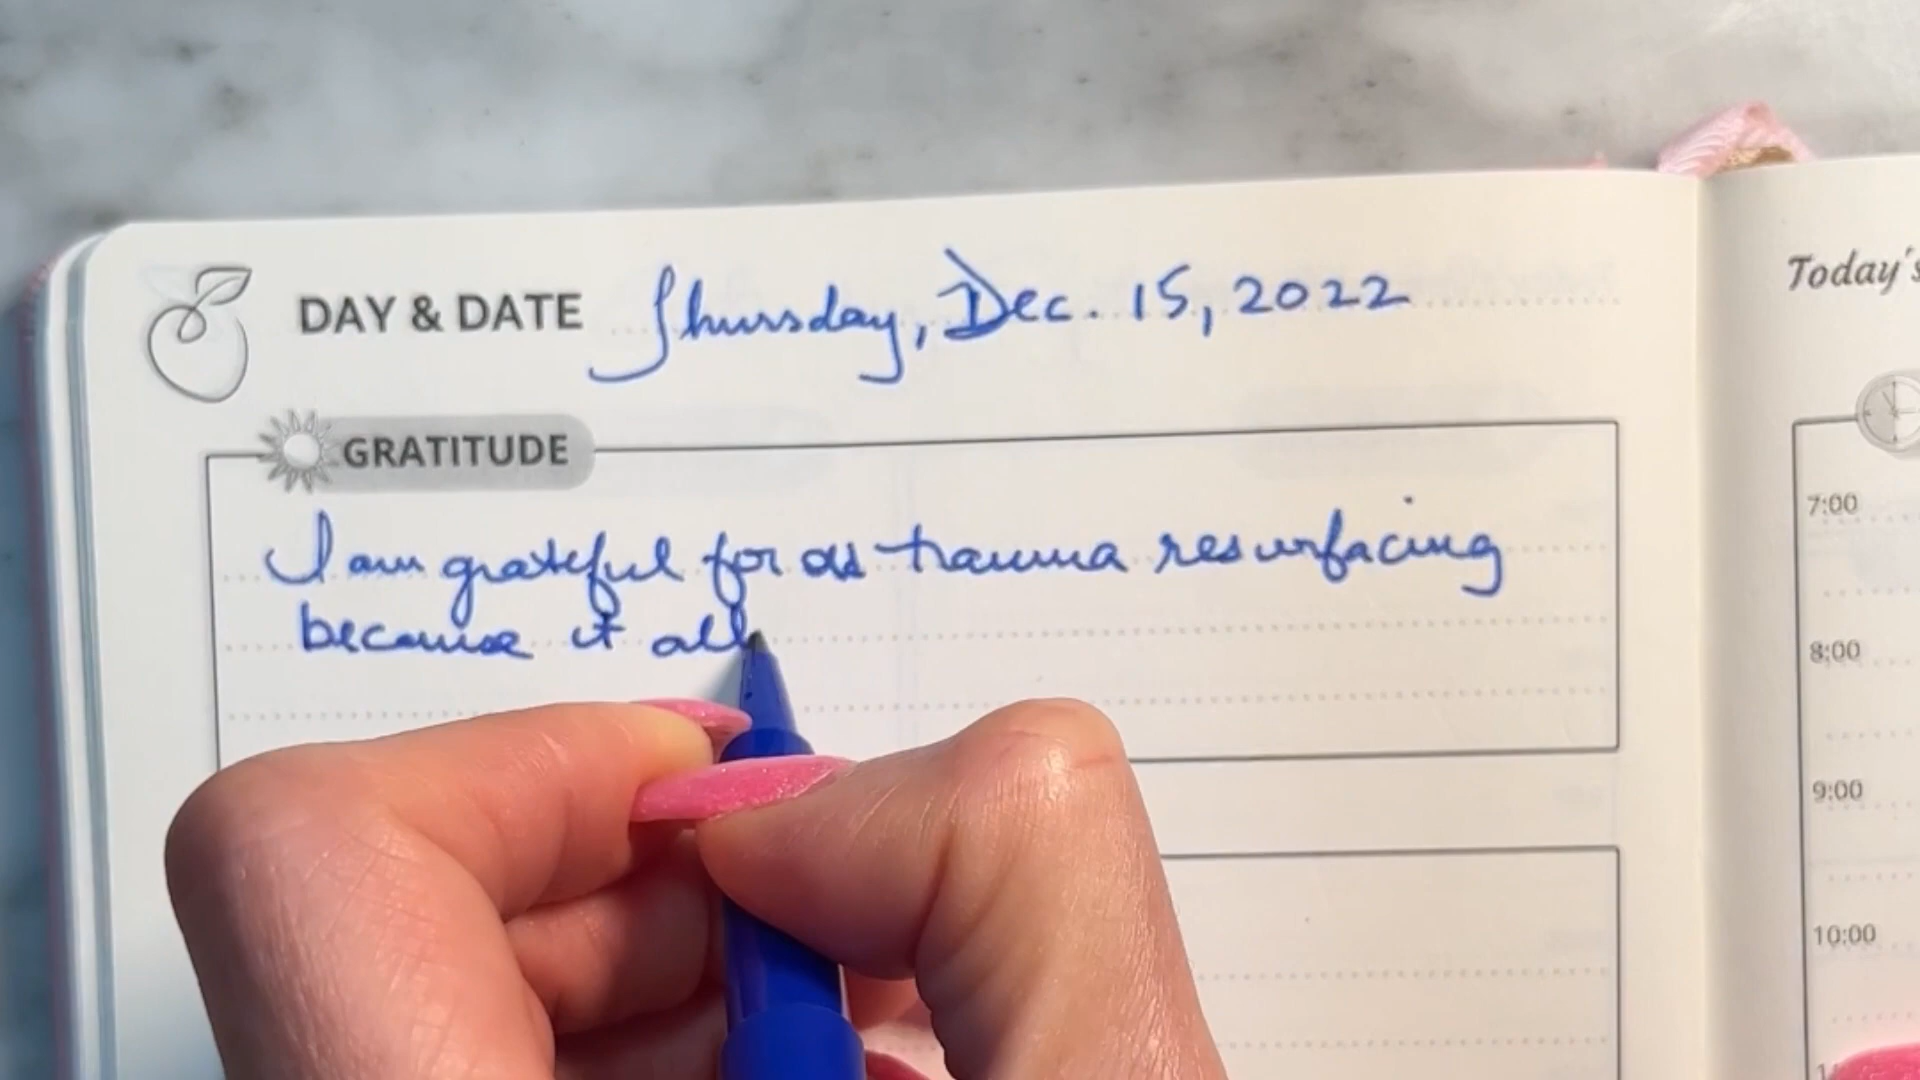 Today's
DAY & DATE Thursday, Dec. 15, 2022
GRATITUDE
I am grateful for old trauma resurfacing
because it all
7:00
8:00
9:00
10:00